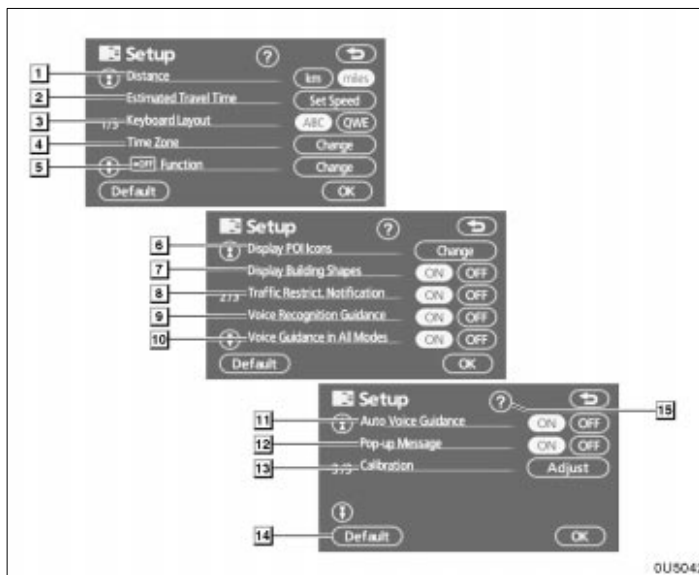 Setup ?
1 Distance km miles
2 Estimated Travel Time Set Speed
3 1/3 Keyboard Layout ABC QWE
4 Time Zone Change
5 «OFF Function Change
Default OK
Setup ?
6 Display POI Icons Change
7 Display Building Shapes ON OFF
8 2/3 Traffic Restrict. Notification ON OFF
9 Voice Recognition Guidance ON OFF
10 Voice Guidance in All Modes ON OFF
Default OK
Setup ? 15
11 Auto Voice Guidance ON OFF
12 Pop-up Message ON OFF
13 3/3 Calibration Adjust
14 Default OK